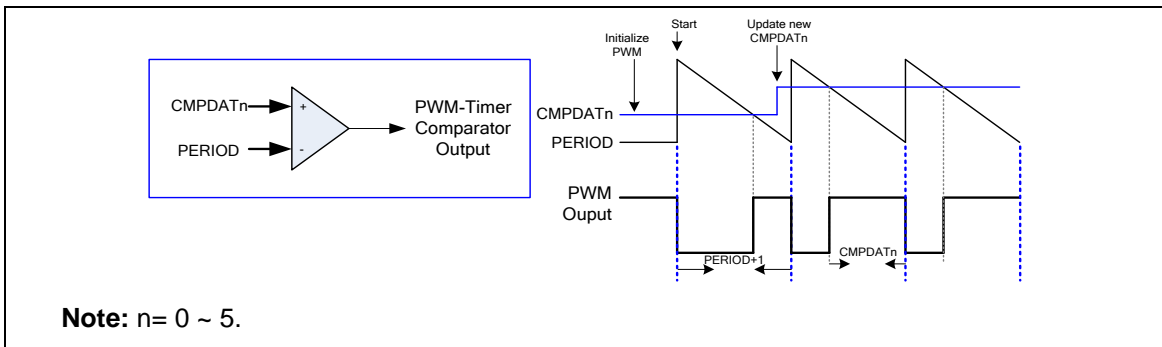 CMPDATn
PERIOD
+
-
PWM-Timer
Comparator
Output
Initialize
PWM
Start
Update new
CMPDATn
CMPDATn
PERIOD
PWM
Ouput
PERIOD+1
CMPDATn
Note: n= 0 ~ 5.